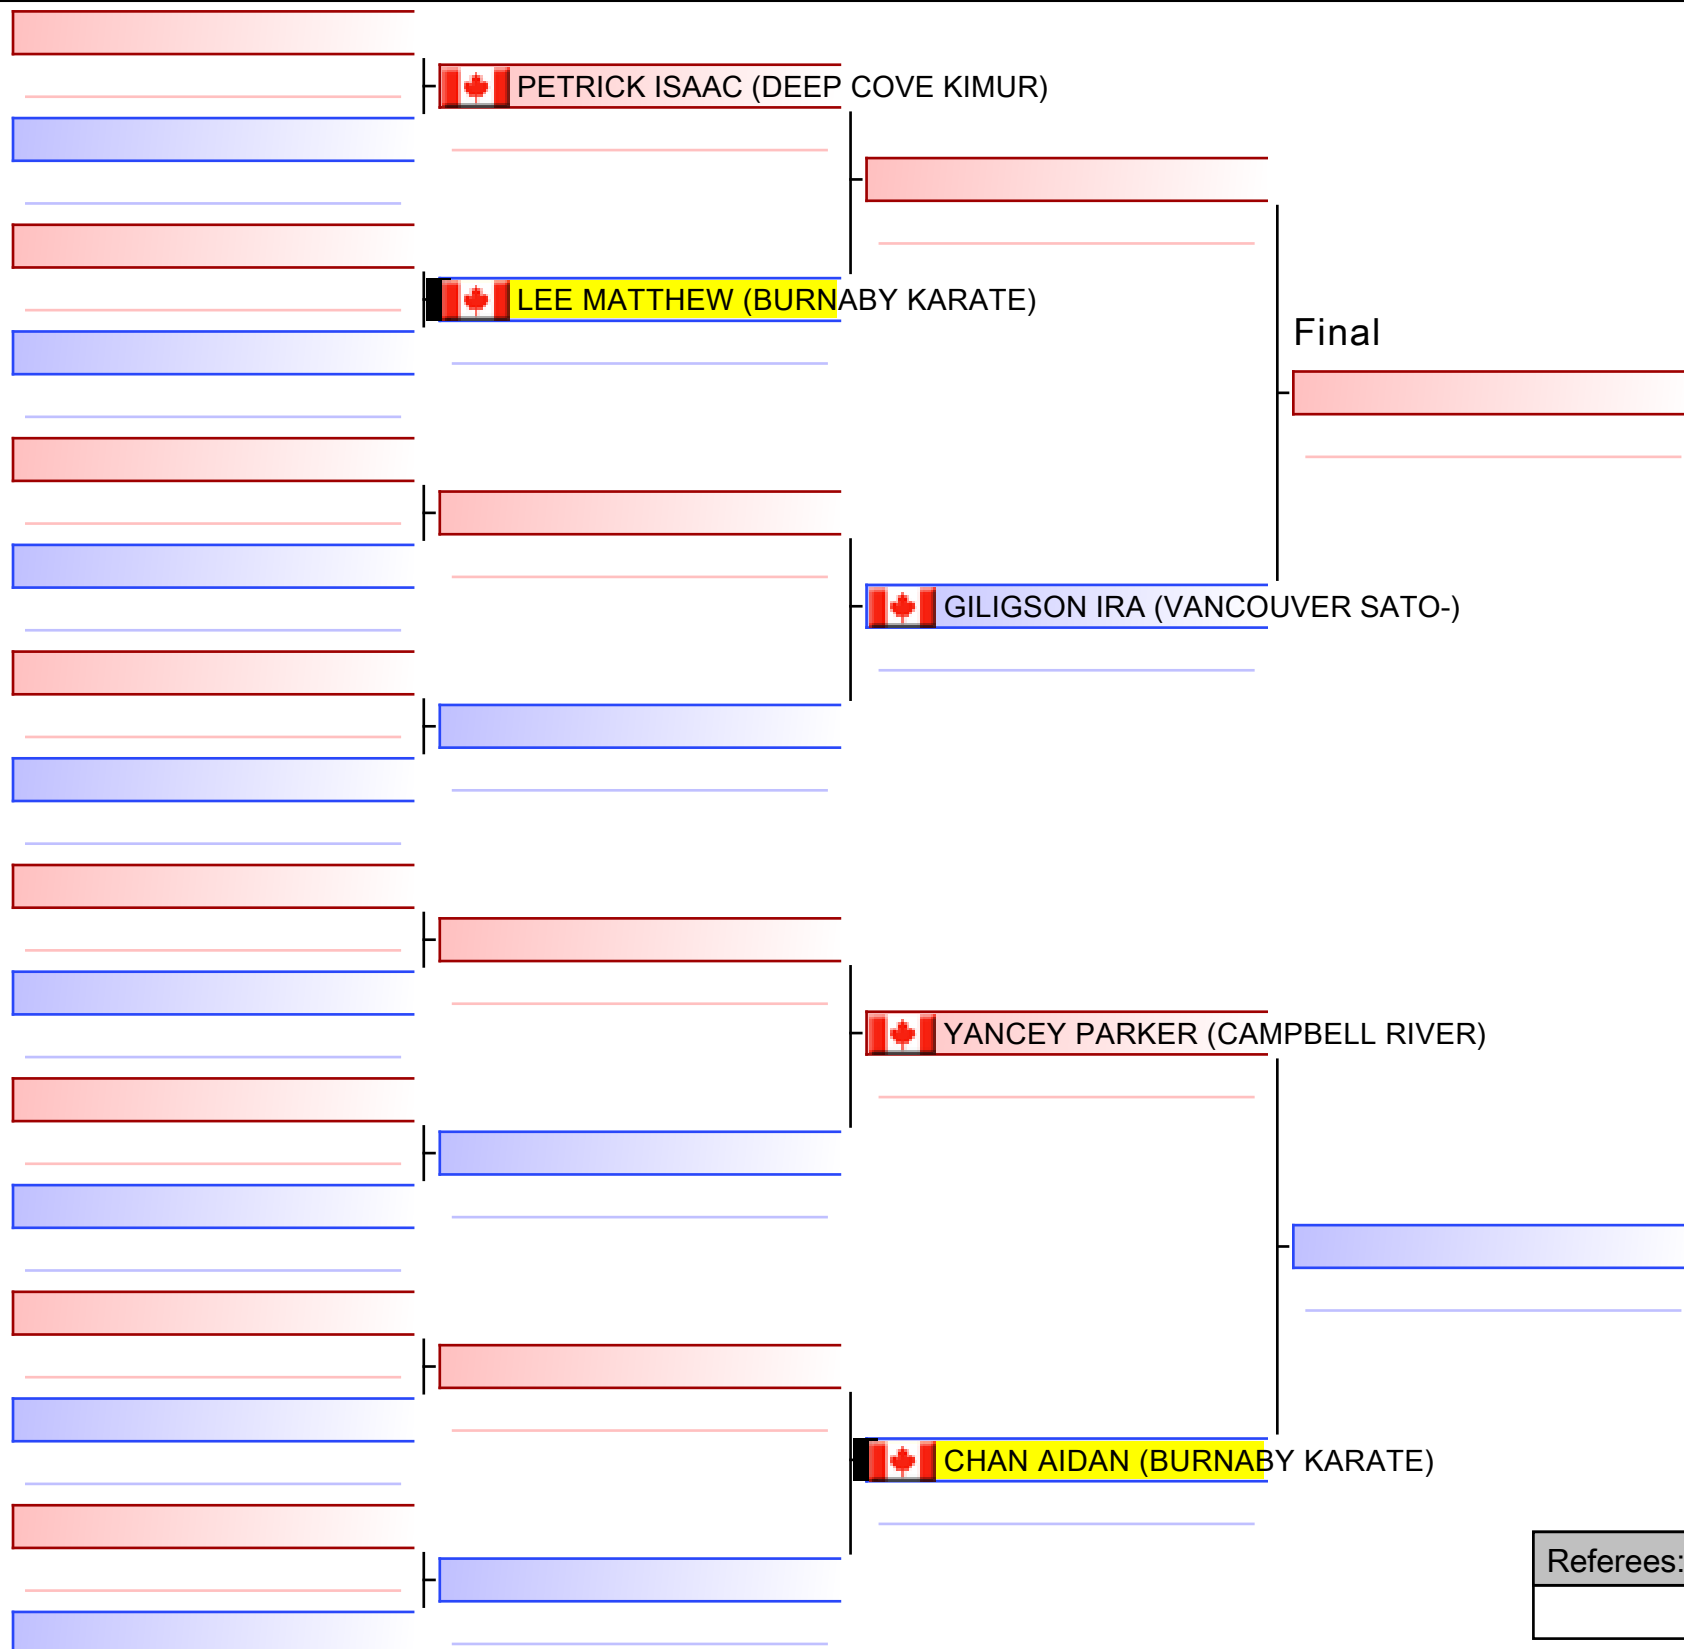 PETRICK ISAAC (DEEP COVE KIMUR)
LEE MATTHEW (BURNABY KARATE)
Final
GILIGSON IRA (VANCOUVER SATO-)
YANCEY PARKER (CAMPBELL RIVER)
CHAN AIDAN (BURNABY KARATE)
Referees: